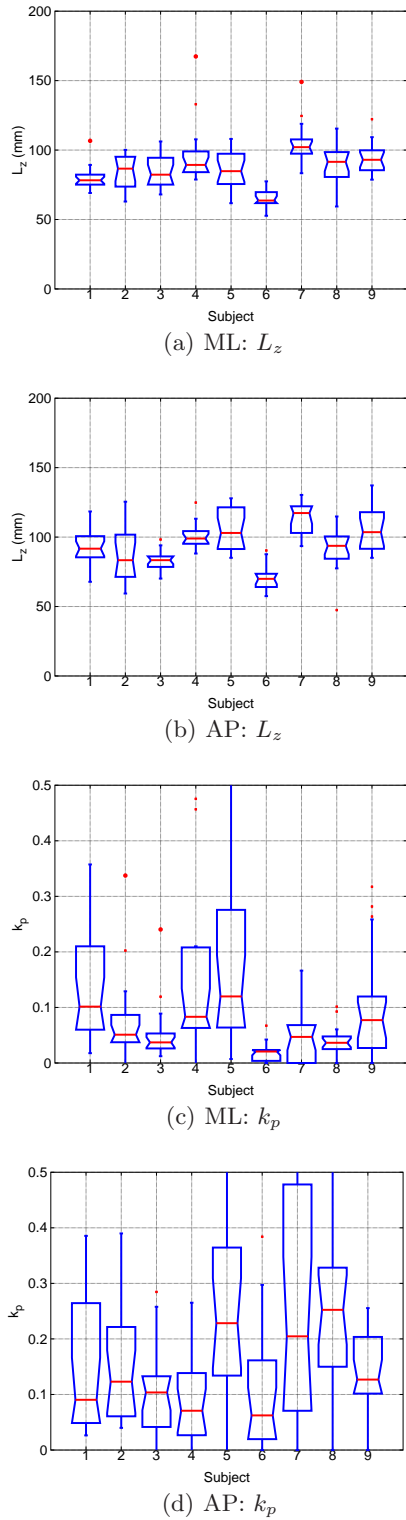 200
150
100
50
0
L_z (mm)
1 2 3 4 5 6 7 8 9
Subject
(a) ML: L_z
200
150
100
50
0
L_z (mm)
1 2 3 4 5 6 7 8 9
Subject
(b) AP: L_z
0.5
0.4
0.3
0.2
0.1
0
k_p
1 2 3 4 5 6 7 8 9
Subject
(c) ML: k_p
0.5
0.4
0.3
0.2
0.1
0
k_p
1 2 3 4 5 6 7 8 9
Subject
(d) AP: k_p